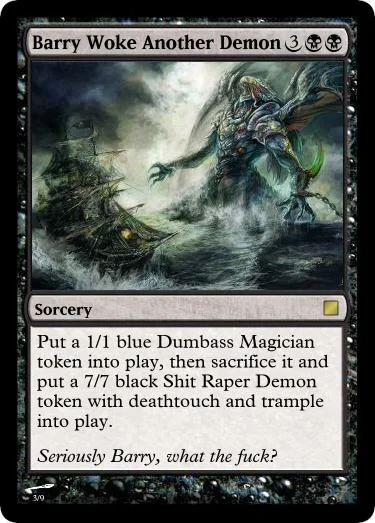 Barry Woke Another Demon 3
Sorcery
Put a 1/1 blue Dumbass Magician
token into play, then sacrifice it and
put a 7/7 black Shit Raper Demon
token with deathtouch and trample
into play.
Seriously Barry, what the fuck?
3/9